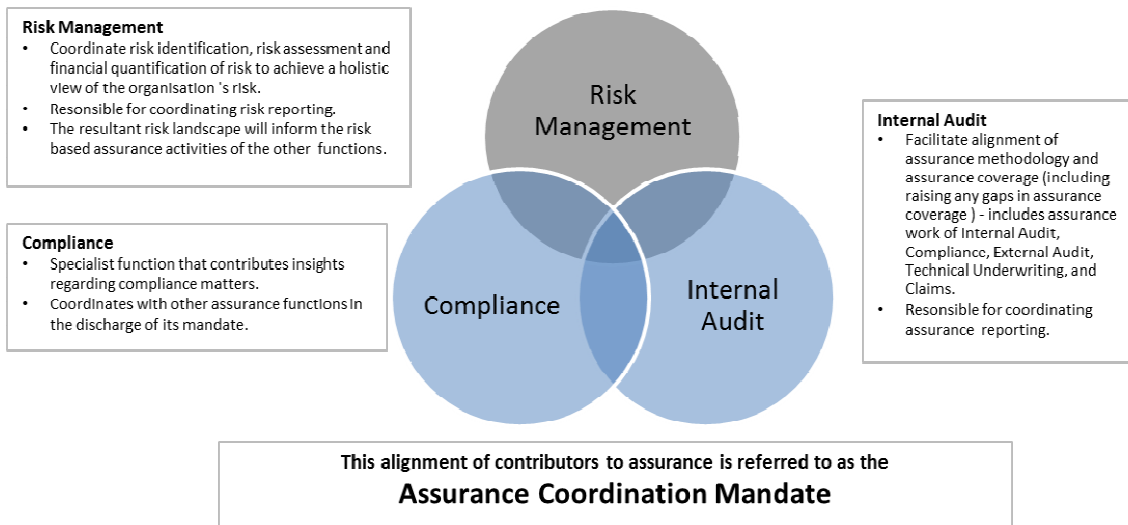 Risk Management
• Coordinate risk identification, risk assessment and
financial quantification of risk to achieve a holistic
view of the organisation 's risk.
• Resonsible for coordinating risk reporting.
• The resultant risk landscape will inform the risk
based assurance activities of the other functions.
Compliance
• Specialist function that contributes insights
regarding compliance matters.
• Coordinates with other assurance functions in
the discharge of its mandate.
Risk
Management
Compliance
Internal
Audit
Internal Audit
• Facilitate alignment of
assurance methodology and
assurance coverage (including
raising any gaps in assurance
coverage ) - includes assurance
work of Internal Audit,
Compliance, External Audit,
Technical Underwriting, and
Claims.
• Resonsible for coordinating
assurance reporting.
This alignment of contributors to assurance is referred to as the
Assurance Coordination Mandate